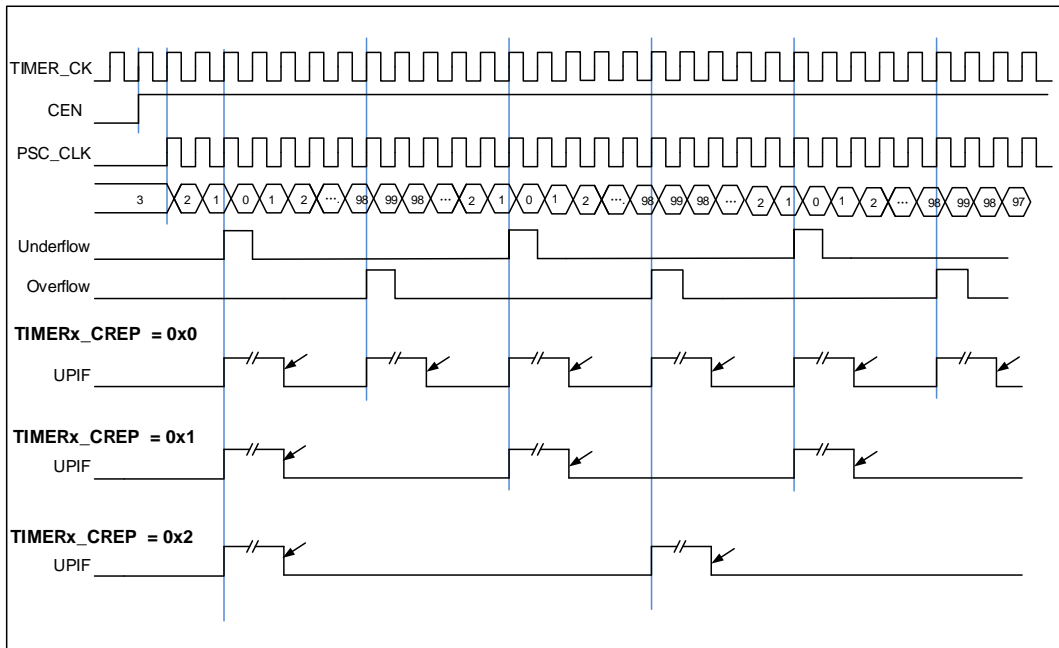 TIMER_CK
CEN
PSC_CLK
3 2 1 0 1 2 .... 98 99 98 ... 2 1 0 1 2 .... 98 99 98 ... 2 1 0 1 2 ... 98 99 98 97
Underflow
Overflow
TIMERx_CREP = 0x0
UPIF
TIMERx_CREP = 0x1
UPIF
TIMERx_CREP = 0x2
UPIF